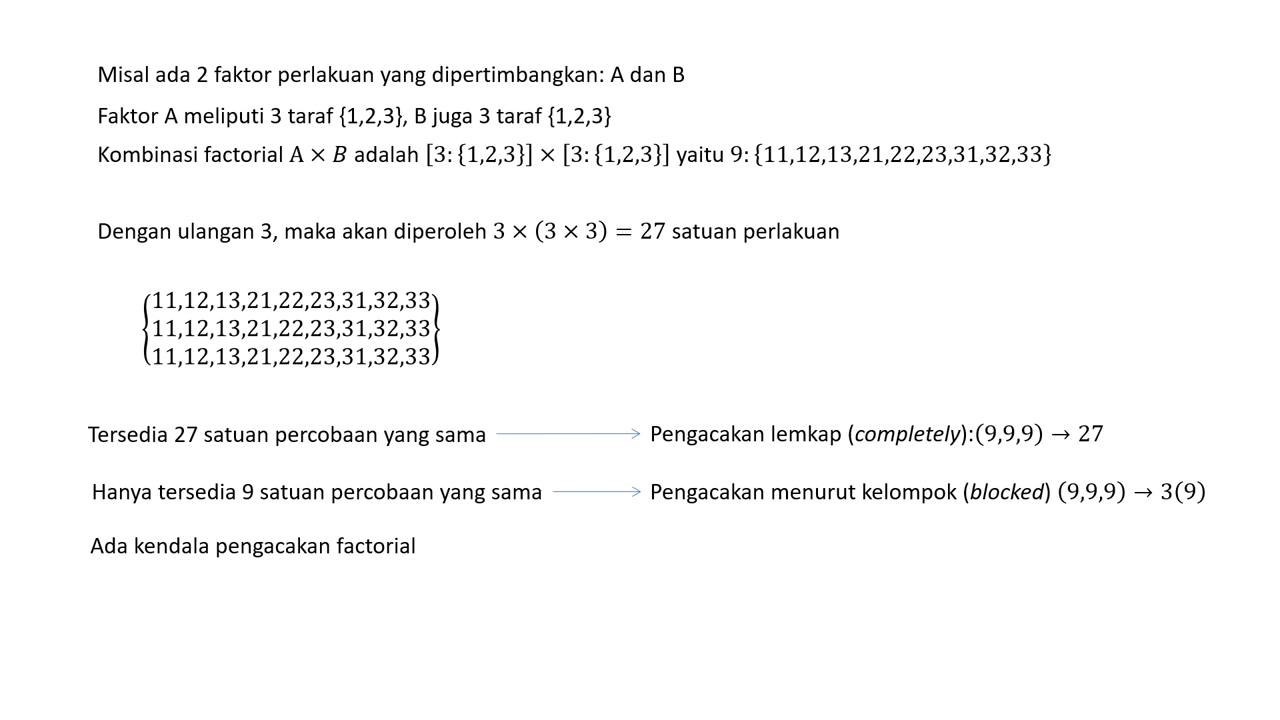 Misal ada 2 faktor perlakuan yang dipertimbangkan: A dan B
Faktor A meliputi 3 taraf {1,2,3}, B juga 3 taraf {1,2,3}
Kombinasi factorial A × B adalah [3: {1,2,3}] × [3: {1,2,3}] yaitu 9: {11,12,13,21,22,23,31,32,33}
Dengan ulangan 3, maka akan diperoleh 3 × (3 × 3) = 27 satuan perlakuan
{11,12,13,21,22,23,31,32,33
11,12,13,21,22,23,31,32,33
11,12,13,21,22,23,31,32,33}
Tersedia 27 satuan percobaan yang sama → Pengacakan lemkap (completely):(9,9,9) → 27
Hanya tersedia 9 satuan percobaan yang sama → Pengacakan menurut kelompok (blocked) (9,9,9) → 3(9)
Ada kendala pengacakan factorial